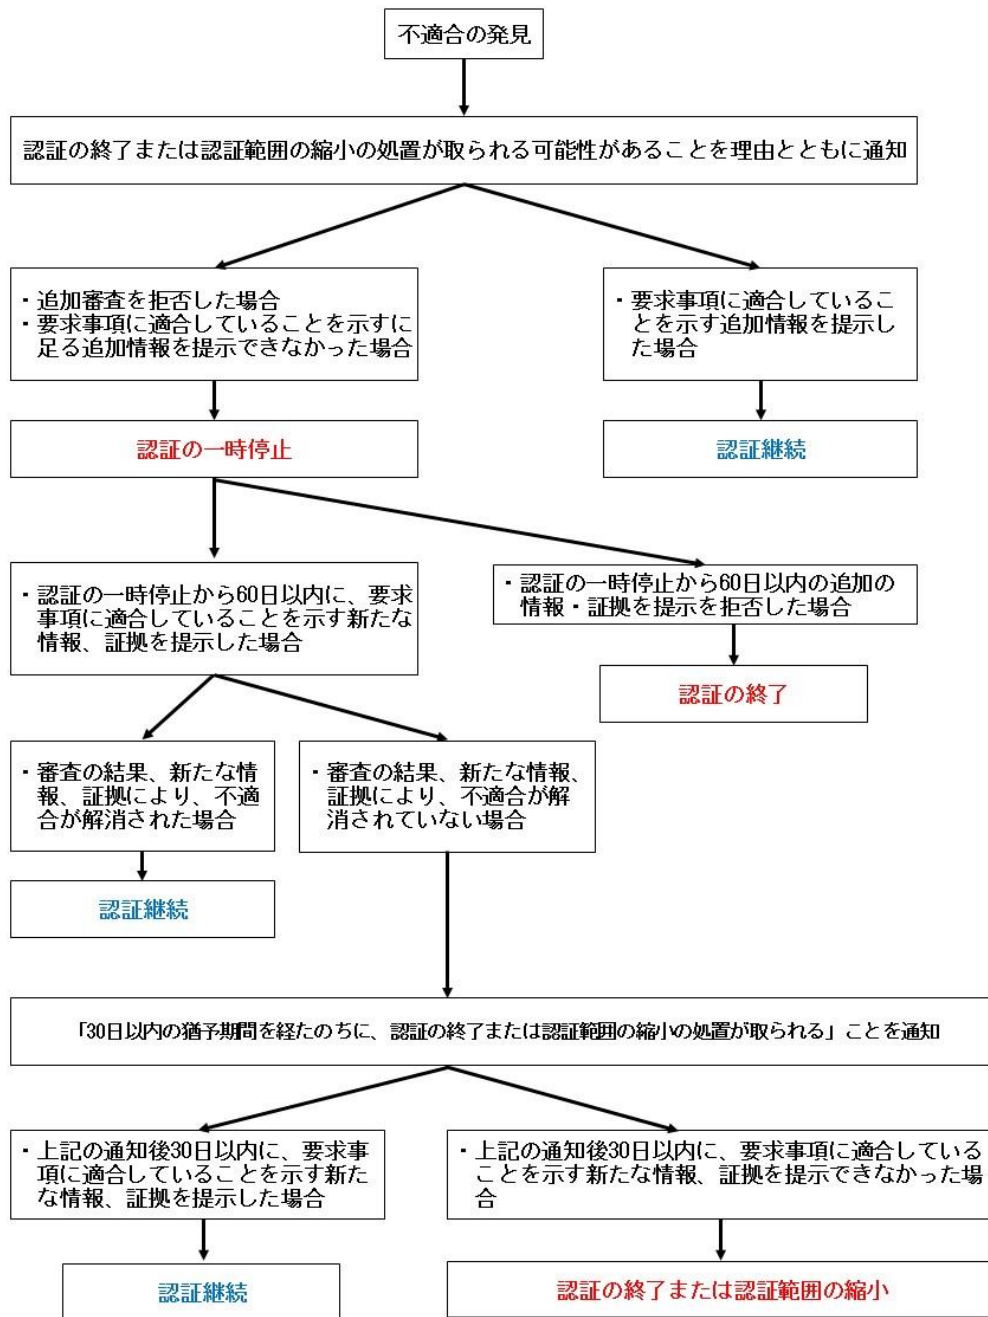 不適合の発見
認証の終了または認証範囲の縮小の処置が取られる可能性があることを理由とともに通知
・追加審査を拒否した場合
・要求事項に適合していることを示すに
足る追加情報を提示できなかった場合
・要求事項に適合しているこ
とを示す追加情報を提示し
た場合
認証の一時停止
認証継続
・認証の一時停止から60日以内に、要求
事項に適合していることを示す新たな
情報、証拠を提示した場合
・認証の一時停止から60日以内の追加の
情報・証拠を提示を拒否した場合
認証の終了
・審査の結果、新たな情
報、証拠により、不適
合が解消された場合
・審査の結果、新たな情報、
証拠により、不適合が解
消されていない場合
認証継続
「30日以内の猶予期間を経たのちに、認証の終了または認証範囲の縮小の処置が取られる」ことを通知
・上記の通知後30日以内に、要求事
項に適合していることを示す新た
な情報、証拠を提示した場合
・上記の通知後30日以内に、要求事項に適合している
ことを示す新たな情報、証拠を提示できなかった場
合
認証継続
認証の終了または認証範囲の縮小